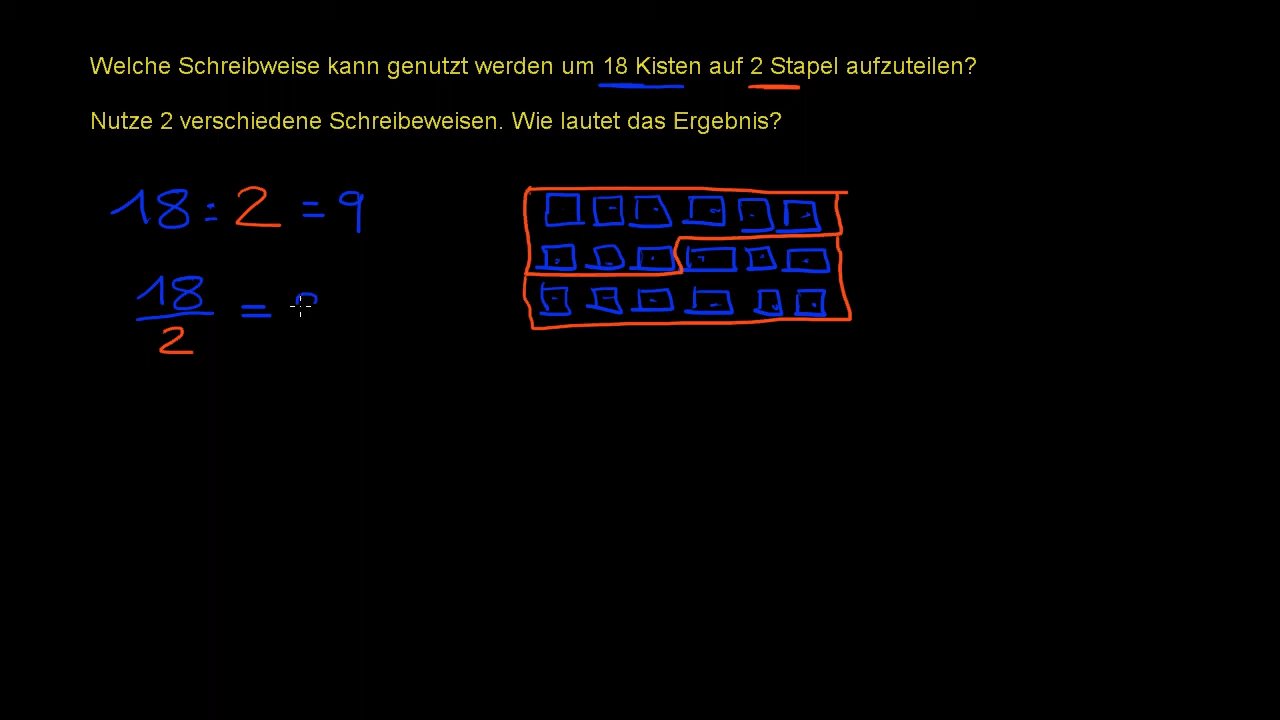 Welche Schreibweise kann genutzt werden um 18 Kisten auf 2 Stapel aufzuteilen?
Nutze 2 verschiedene Schreibeweisen. Wie lautet das Ergebnis?
18 : 2 = 9
18
2
=